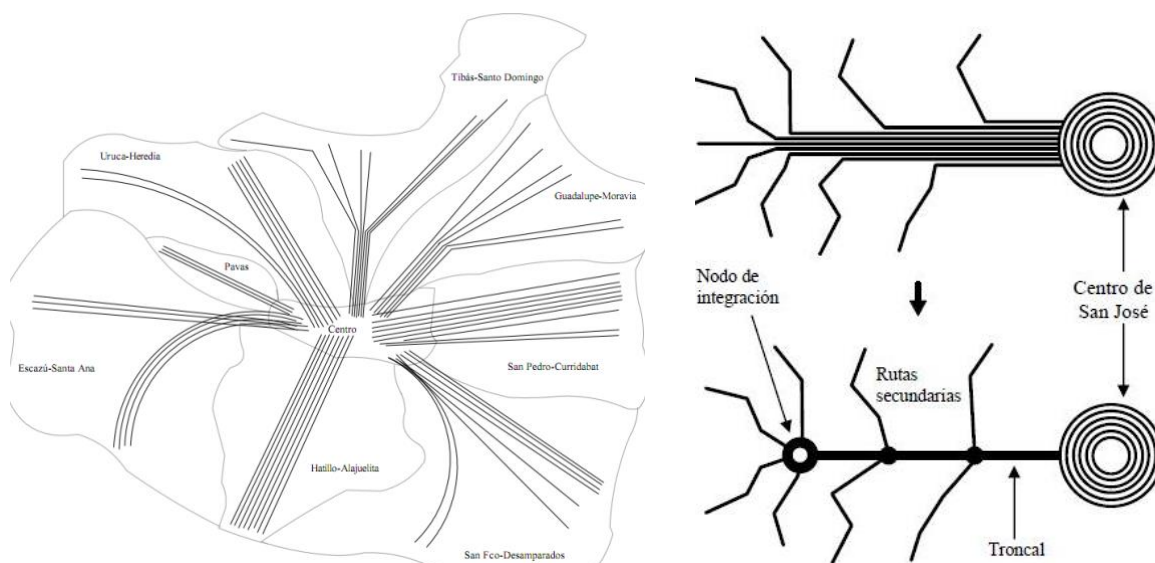 Tibás-Santo Domingo
Uruca-Heredia
Guadalupe-Moravia
Pavas
Centro
Escazú-Santa Ana
San Pedro-Curridabat
Hatillo-Alajuelita
San Fco-Desamparados
Nodo de
integración
Centro de
San José
Rutas
secundarias
Troncal